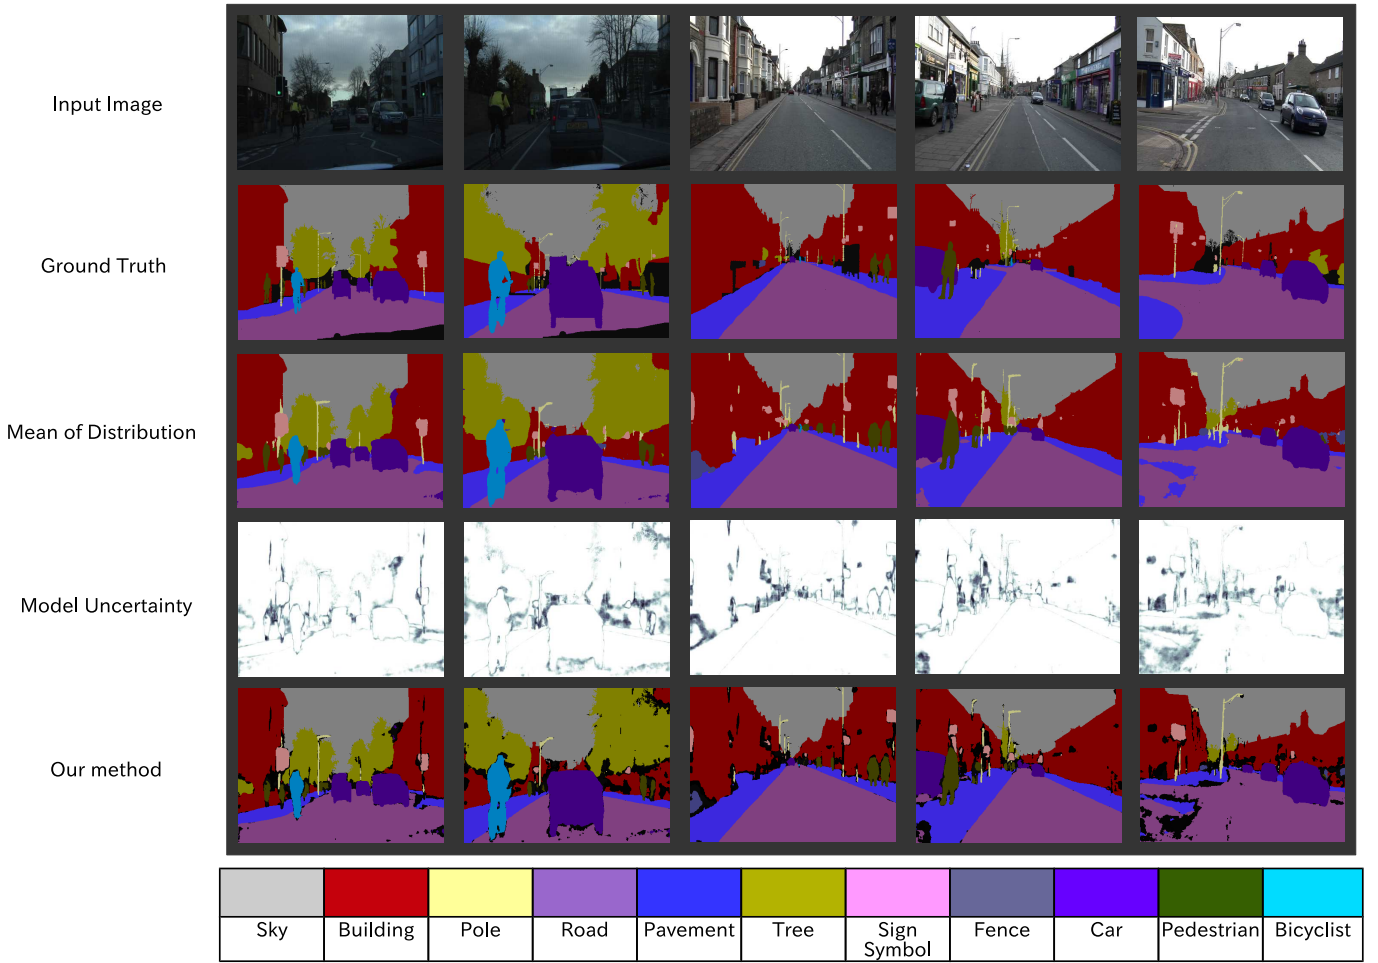 Input Image
Ground Truth
Mean of Distribution
Model Uncertainty
Our method
Sky
Building
Pole
Road
Pavement
Tree
Sign
Symbol
Fence
Car
Pedestrian
Bicyclist